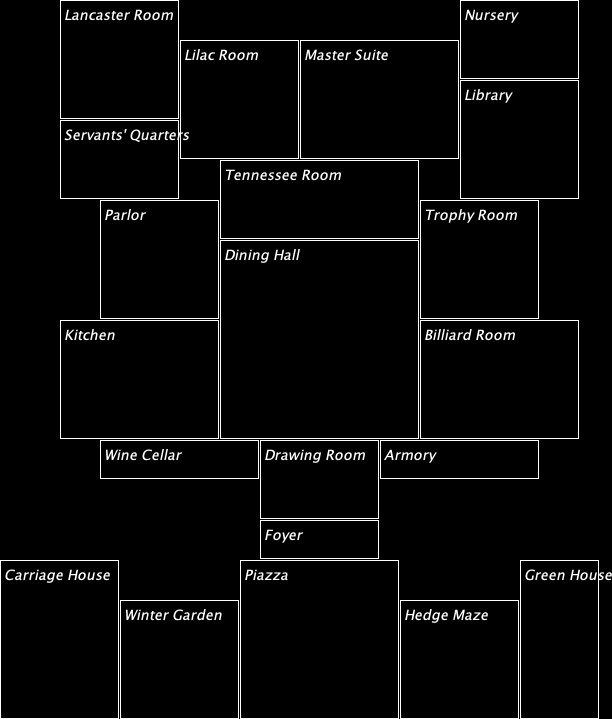 Lancaster Room
Nursery
Lilac Room
Master Suite
Library
Servants' Quarters
Tennessee Room
Parlor
Trophy Room
Dining Hall
Kitchen
Billiard Room
Wine Cellar
Drawing Room
Armory
Foyer
Carriage House
Piazza
Green House
Winter Garden
Hedge Maze